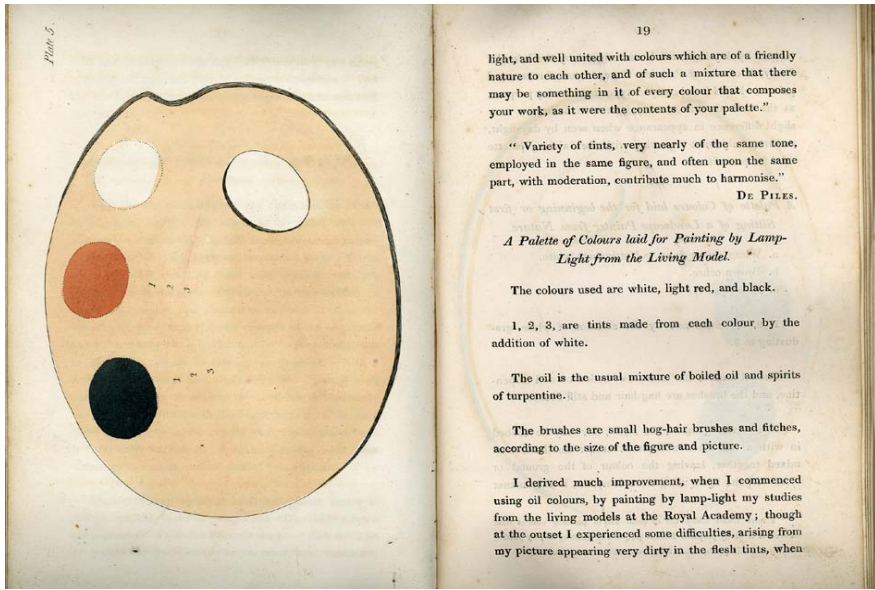 Plate 5.
1
2
3
1
2
3
19
light, and well united with colours which are of a friendly
nature to each other, and of such a mixture that there
may be something in it of every colour that composes
your work, as it were the contents of your palette.”
“ Variety of tints, very nearly of the same tone,
employed in the same figure, and often upon the same
part, with moderation, contribute much to harmonise.”
De Piles.
A Palette of Colours laid for Painting by Lamp-
Light from the Living Model.
The colours used are white, light red, and black.
1, 2, 3, are tints made from each colour by the
addition of white.
The oil is the usual mixture of boiled oil and spirits
of turpentine.
The brushes are small hog-hair brushes and fitches,
according to the size of the figure and picture.
I derived much improvement, when I commenced
using oil colours, by painting by lamp-light my studies
from the living models at the Royal Academy; though
at the outset I experienced some difficulties, arising from
my picture appearing very dirty in the flesh tints, when